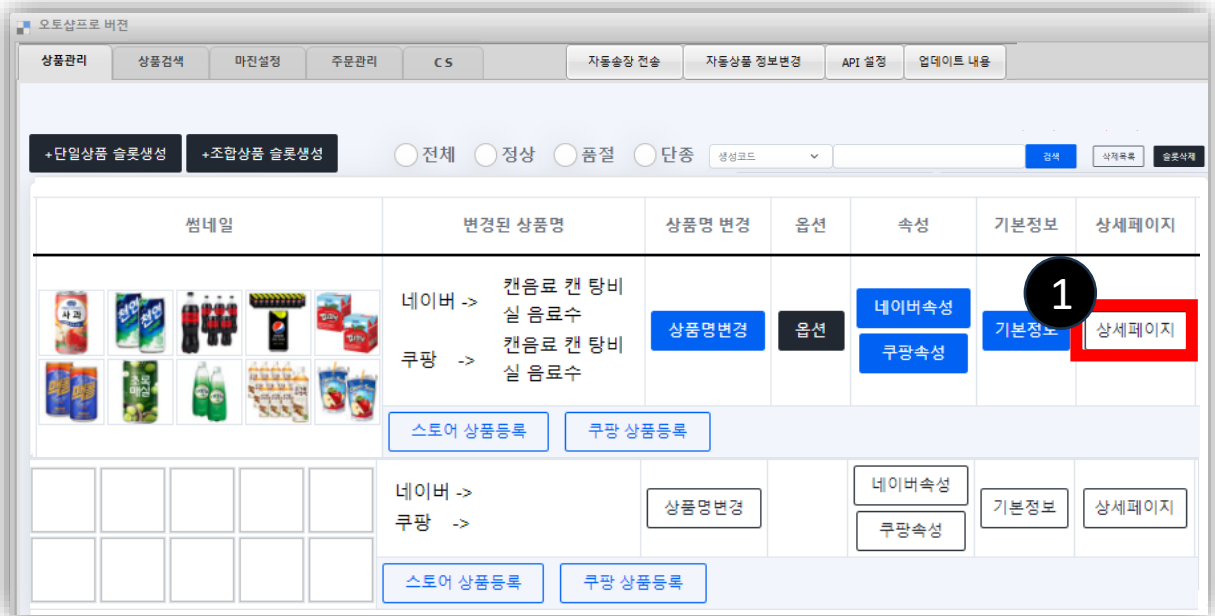 오토샵프로 버젼
상품관리 상품검색 마진설정 주문관리 CS 자동송장 전송 자동상품 정보변경 API 설정 업데이트 내용
+단일상품 슬롯생성 +조합상품 슬롯생성 전체 정상 품절 단종 생성코드 검색 삭제목록 슬롯삭제
썸네일 변경된 상품명 상품명 변경 옵션 속성 기본정보 상세페이지
1
네이버 -> 캔음료 캔 탕비
실 음료수
쿠팡 -> 캔음료 캔 탕비
실 음료수
상품명변경 옵션 네이버속성 기본정보 상세페이지
쿠팡속성
사과
천연 천연
초록
매실
스토어 상품등록 쿠팡 상품등록
네이버 ->
쿠팡 ->
상품명변경 네이버속성 기본정보 상세페이지
쿠팡속성
스토어 상품등록 쿠팡 상품등록